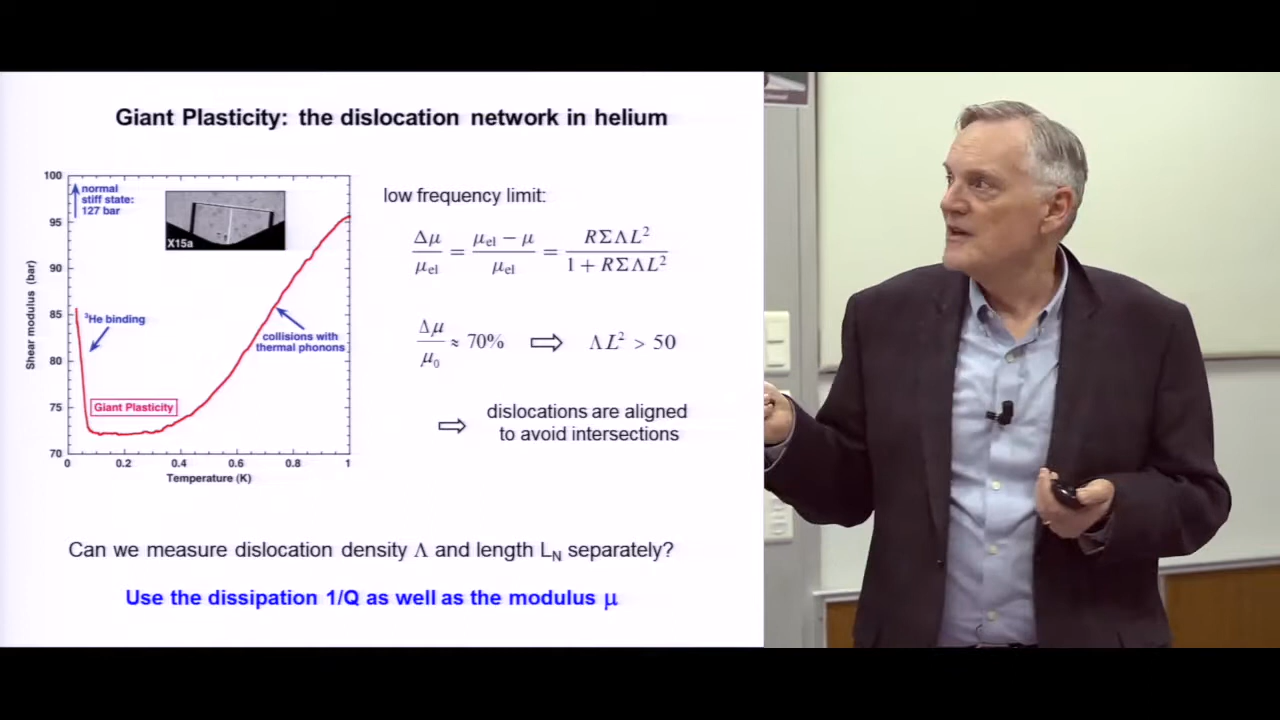 Giant Plasticity: the dislocation network in helium
100
95
90
85
80
75
70
Shear modulus (bar)
normal
stiff state:
127 bar
X15a
³He binding
collisions with
thermal phonons
Giant Plasticity
0
0.2
0.4
0.6
0.8
1
Temperature (K)
low frequency limit:
Δμ/μel = (μel − μ)/μel = RΣΛL²/(1 + RΣΛL²)
Δμ/μ0 ≈ 70% ⇨ ΛL² > 50
⇨ dislocations are aligned
to avoid intersections
Can we measure dislocation density Λ and length LN separately?
Use the dissipation 1/Q as well as the modulus μ